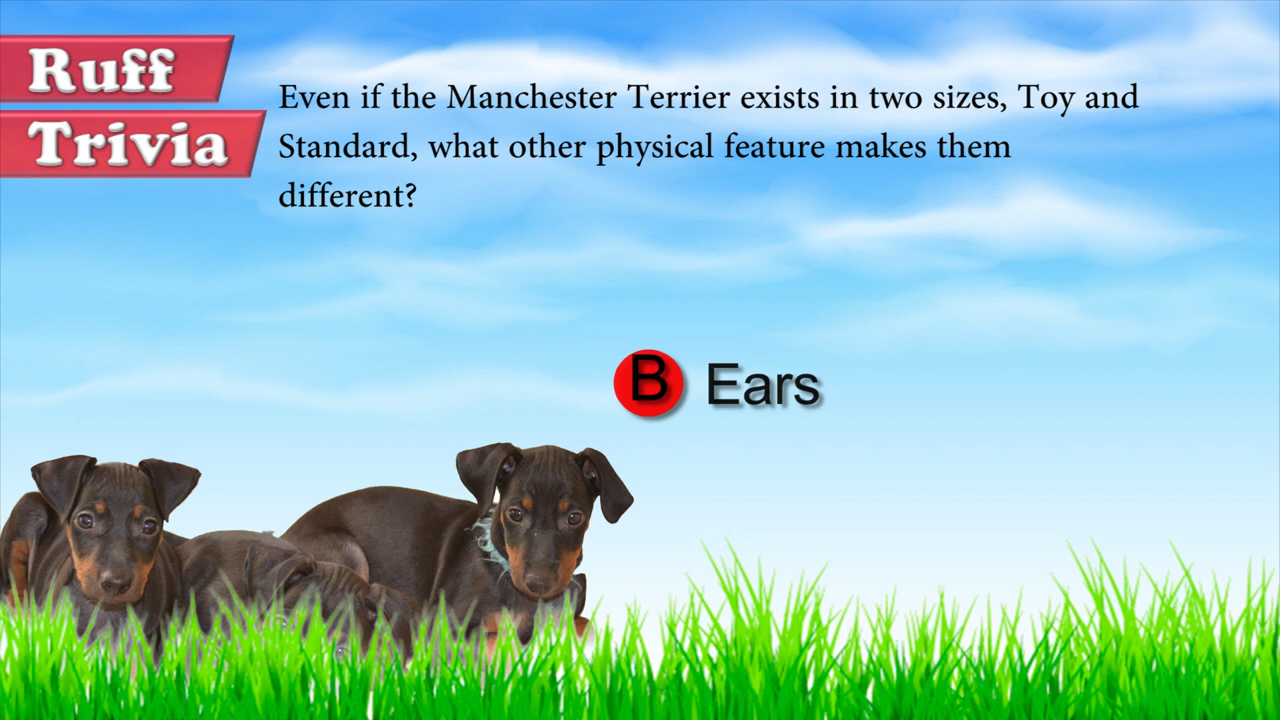 Ruff
Trivia
Even if the Manchester Terrier exists in two sizes, Toy and
Standard, what other physical feature makes them
different?
B Ears